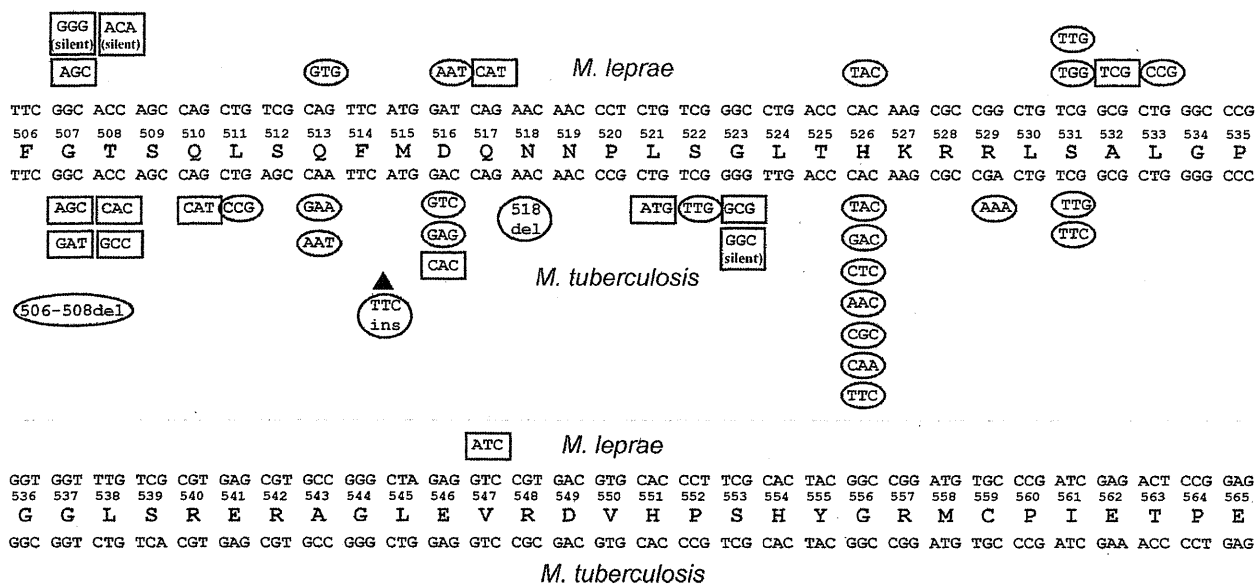 GGG ACA TTG
(silent) (silent)
AGC GTG AAT CAT M. leprae TAC TGG TCG CCG
TTC GGC ACC AGC CAG CTG TCG CAG TTC ATG GAT CAG AAC AAC CCT CTG TCG GGC CTG ACC CAC AAG CGC CGG CTG TCG GCG CTG GGC CCG
506 507 508 509 510 511 512 513 514 515 516 517 518 519 520 521 522 523 524 525 526 527 528 529 530 531 532 533 534 535
F G T S Q L S Q F M D Q N N P L S G L T H K R R L S A L G P
TTC GGC ACC AGC CAG CTG AGC CAA TTC ATG GAC CAG AAC AAC CCG CTG TCG GGG TTG ACC CAC AAG CGC CGA CTG TCG GCG CTG GGG CCC
AGC CAC CAT CCG GAA GTC 518 ATG TTG GCG TAC AAA TTG
del
GAT GCC AAT GAG GGC GAC TTC
(silent)
CAC M. tuberculosis CTC
506-508del TTC AAC
ins
CGC
CAA
TTC
ATC M. leprae
GGT GGT TTG TCG CGT GAG CGT GCC GGG CTA GAG GTC CGT GAC GTG CAC CCT TCG CAC TAC GGC CGG ATG TGC CCG ATC GAG ACT CCG GAG
536 537 538 539 540 541 542 543 544 545 546 547 548 549 550 551 552 553 554 555 556 557 558 559 560 561 562 563 564 565
G G L S R E R A G L E V R D V H P S H Y G R M C P I E T P E
GGC GGT CTG TCA CGT GAG CGT GCC GGG CTG GAG GTC CGC GAC GTG CAC CCG TCG CAC TAC GGC CGG ATG TGC CCG ATC GAA ACC CCT GAG
M. tuberculosis